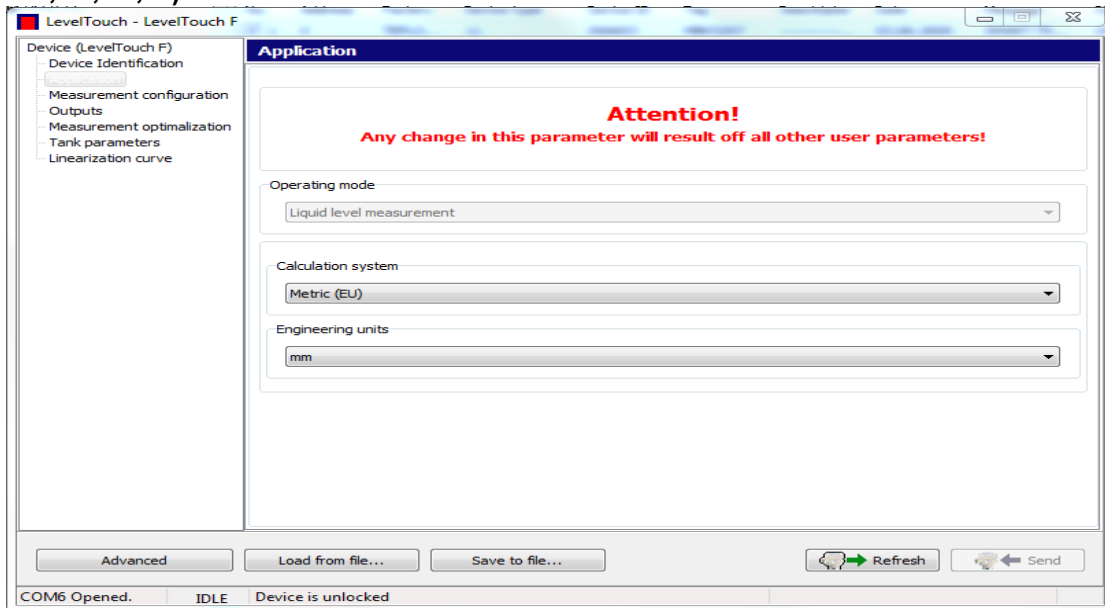 LevelTouch - LevelTouch F
Device (LevelTouch F)
Device Identification
Measurement configuration
Outputs
Measurement optimalization
Tank parameters
Linearization curve
Application
Attention!
Any change in this parameter will result off all other user parameters!
Operating mode
Liquid level measurement
Calculation system
Metric (EU)
Engineering units
mm
Advanced
Load from file...
Save to file...
Refresh
Send
COM6 Opened.
IDLE
Device is unlocked